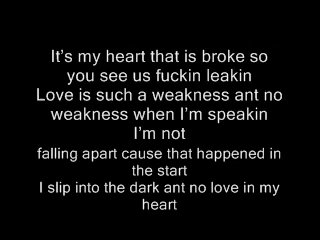 It's my heart that is broke so
you see us fuckin leakin
Love is such a weakness ant no
weakness when I'm speakin
I'm not
falling apart cause that happened in
the start
I slip into the dark ant no love in my
heart